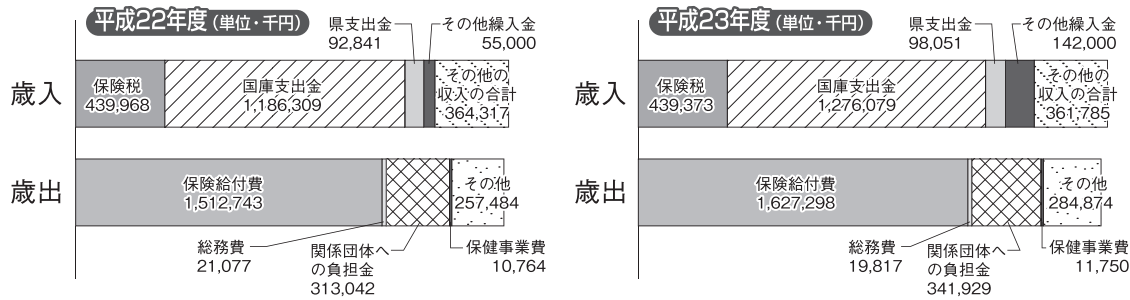 平成22年度(単位・千円)
県支出金
92,841
その他繰入金
55,000
歳入
保険税
439,968
国庫支出金
1,186,309
その他の
収入の合計
364,317
歳出
保険給付費
1,512,743
その他
257,484
総務費
21,077
関係団体へ
の負担金
313,042
保健事業費
10,764
平成23年度(単位・千円)
県支出金
98,051
その他繰入金
142,000
歳入
保険税
439,373
国庫支出金
1,276,079
その他の
収入の合計
361,785
歳出
保険給付費
1,627,298
その他
284,874
総務費
19,817
関係団体へ
の負担金
341,929
保健事業費
11,750